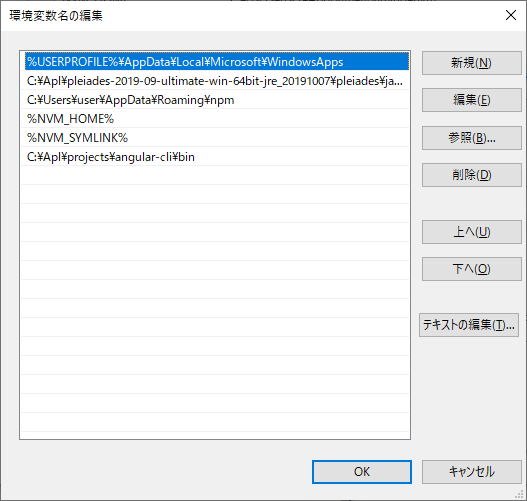 環境変数名の編集
%USERPROFILE%¥AppData¥Local¥Microsoft¥WindowsApps
C:¥Apl¥pleiades-2019-09-ultimate-win-64bit-jre_20191007¥pleiades¥ja...
C:¥Users¥user¥AppData¥Roaming¥npm
%NVM_HOME%
%NVM_SYMLINK%
C:¥Apl¥projects¥angular-cli¥bin
新規(N)
編集(E)
参照(B)...
削除(D)
上へ(U)
下へ(O)
テキストの編集(T)...
OK
キャンセル